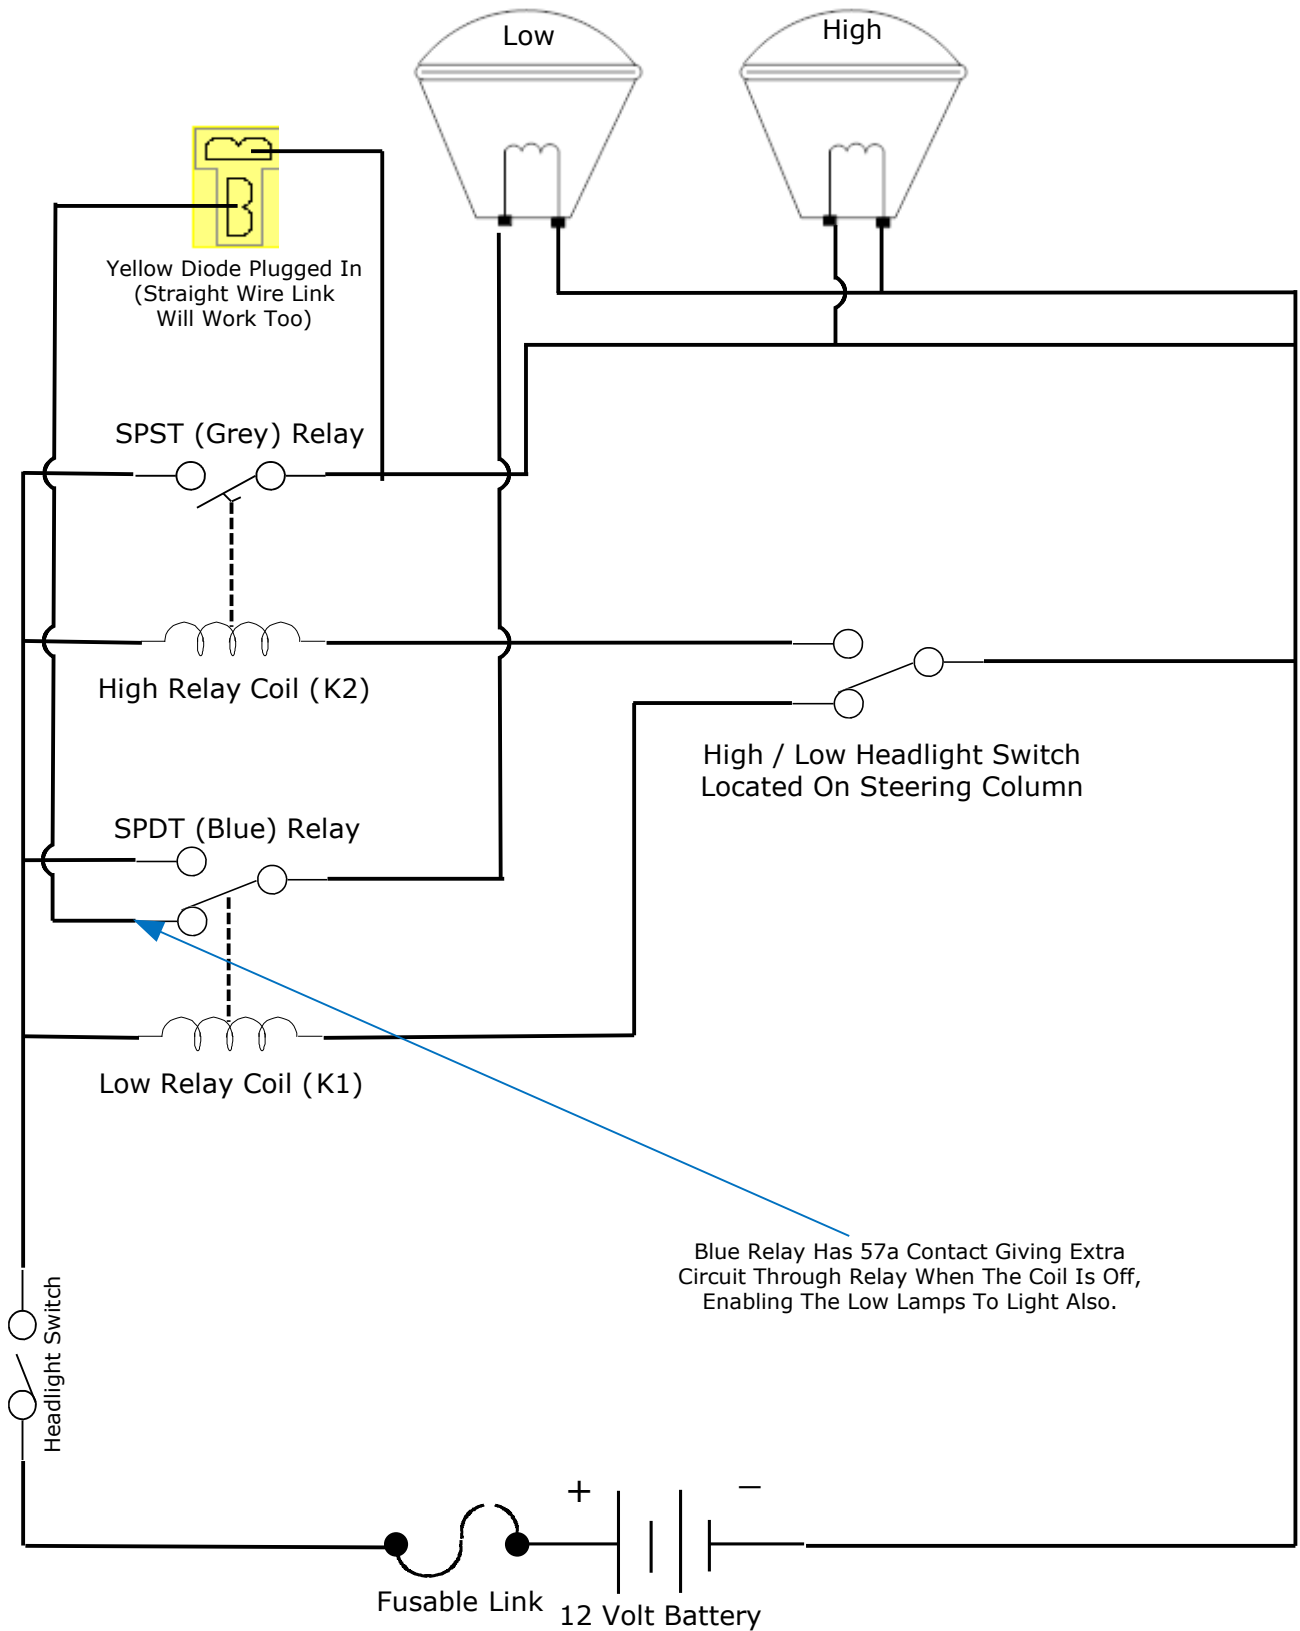 Low
High
Yellow Diode Plugged In
(Straight Wire Link
Will Work Too)
SPST (Grey) Relay
High Relay Coil (K2)
High / Low Headlight Switch
Located On Steering Column
SPDT (Blue) Relay
Low Relay Coil (K1)
Blue Relay Has 57a Contact Giving Extra
Circuit Through Relay When The Coil Is Off,
Enabling The Low Lamps To Light Also.
Headlight Switch
+
−
Fusable Link
12 Volt Battery